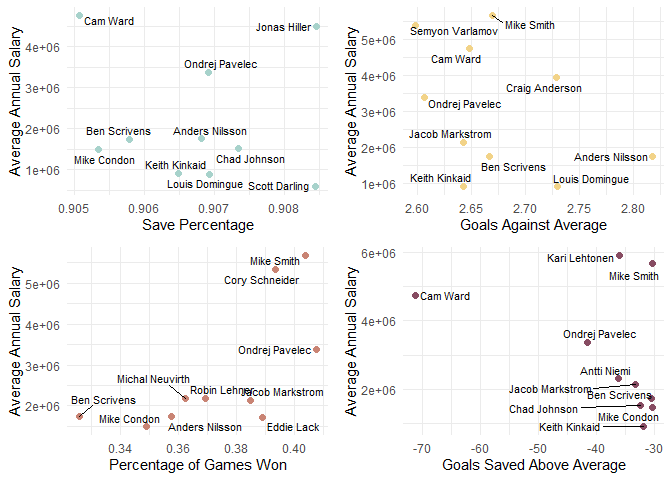 Average Annual Salary
4e+06
3e+06
2e+06
1e+06
Cam Ward
Jonas Hiller
Ondrej Pavelec
Ben Scrivens
Anders Nilsson
Mike Condon
Chad Johnson
Keith Kinkaid
Louis Domingue
Scott Darling
0.905
0.906
0.907
0.908
Save Percentage
Average Annual Salary
5e+06
4e+06
3e+06
2e+06
1e+06
Mike Smith
Semyon Varlamov
Cam Ward
Craig Anderson
Ondrej Pavelec
Jacob Markstrom
Anders Nilsson
Ben Scrivens
Keith Kinkaid
Louis Domingue
2.60
2.65
2.70
2.75
2.80
Goals Against Average
Average Annual Salary
5e+06
4e+06
3e+06
2e+06
Mike Smith
Cory Schneider
Ondrej Pavelec
Michal Neuvirth
Robin Lehner
Jacob Markstrom
Ben Scrivens
Mike Condon
Anders Nilsson
Eddie Lack
0.34
0.36
0.38
0.40
Percentage of Games Won
Average Annual Salary
6e+06
4e+06
2e+06
Kari Lehtonen
Mike Smith
Cam Ward
Ondrej Pavelec
Antti Niemi
Jacob Markstrom
Ben Scrivens
Chad Johnson
Mike Condon
Keith Kinkaid
-70
-60
-50
-40
-30
Goals Saved Above Average